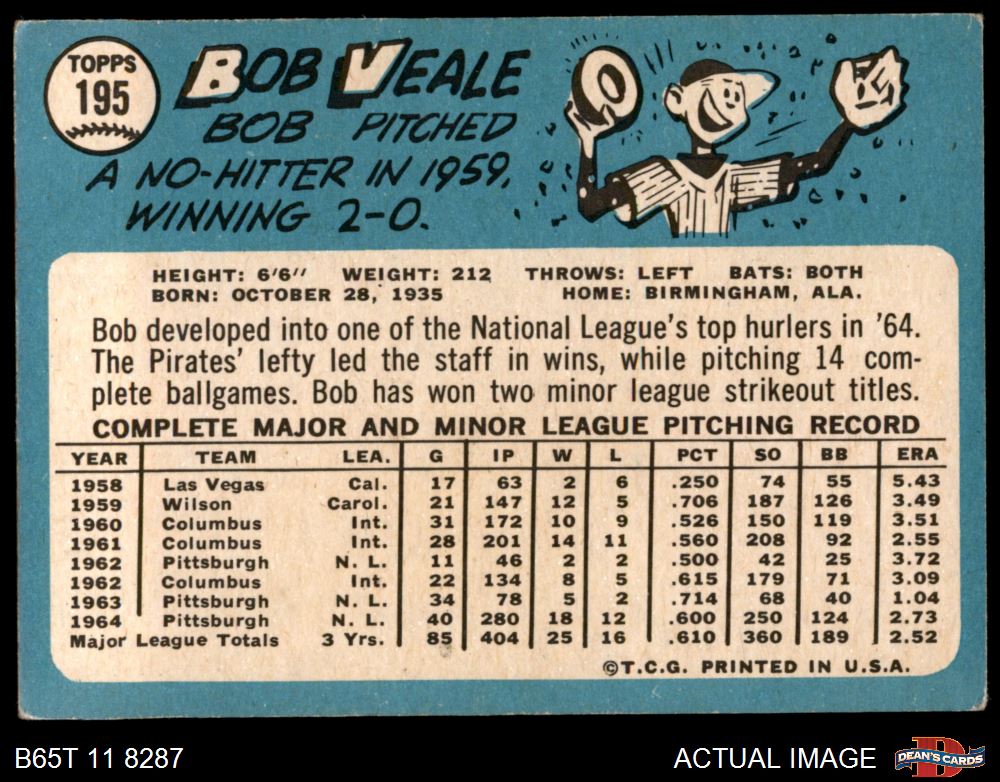 TOPPS
195
BOB VEALE
BOB PITCHED
A NO-HITTER IN 1959,
WINNING 2-0.
HEIGHT: 6'6" WEIGHT: 212 THROWS: LEFT BATS: BOTH
BORN: OCTOBER 28, 1935 HOME: BIRMINGHAM, ALA.
Bob developed into one of the National League's top hurlers in '64.
The Pirates' lefty led the staff in wins, while pitching 14 com-
plete ballgames. Bob has won two minor league strikeout titles.
COMPLETE MAJOR AND MINOR LEAGUE PITCHING RECORD
YEAR TEAM LEA. G IP W L PCT SO BB ERA
1958 Las Vegas Cal. 17 63 2 6 .250 74 55 5.43
1959 Wilson Carol. 21 147 12 5 .706 187 126 3.49
1960 Columbus Int. 31 172 10 9 .526 150 119 3.51
1961 Columbus Int. 28 201 14 11 .560 208 92 2.55
1962 Pittsburgh N. L. 11 46 2 2 .500 42 25 3.72
1962 Columbus Int. 22 134 8 5 .615 179 71 3.09
1963 Pittsburgh N. L. 34 78 5 2 .714 68 40 1.04
1964 Pittsburgh N. L. 40 280 18 12 .600 250 124 2.73
Major League Totals 3 Yrs. 85 404 25 16 .610 360 189 2.52
©T.C.G. PRINTED IN U.S.A.
B65T 11 8287 ACTUAL IMAGE D DEAN'S CARDS